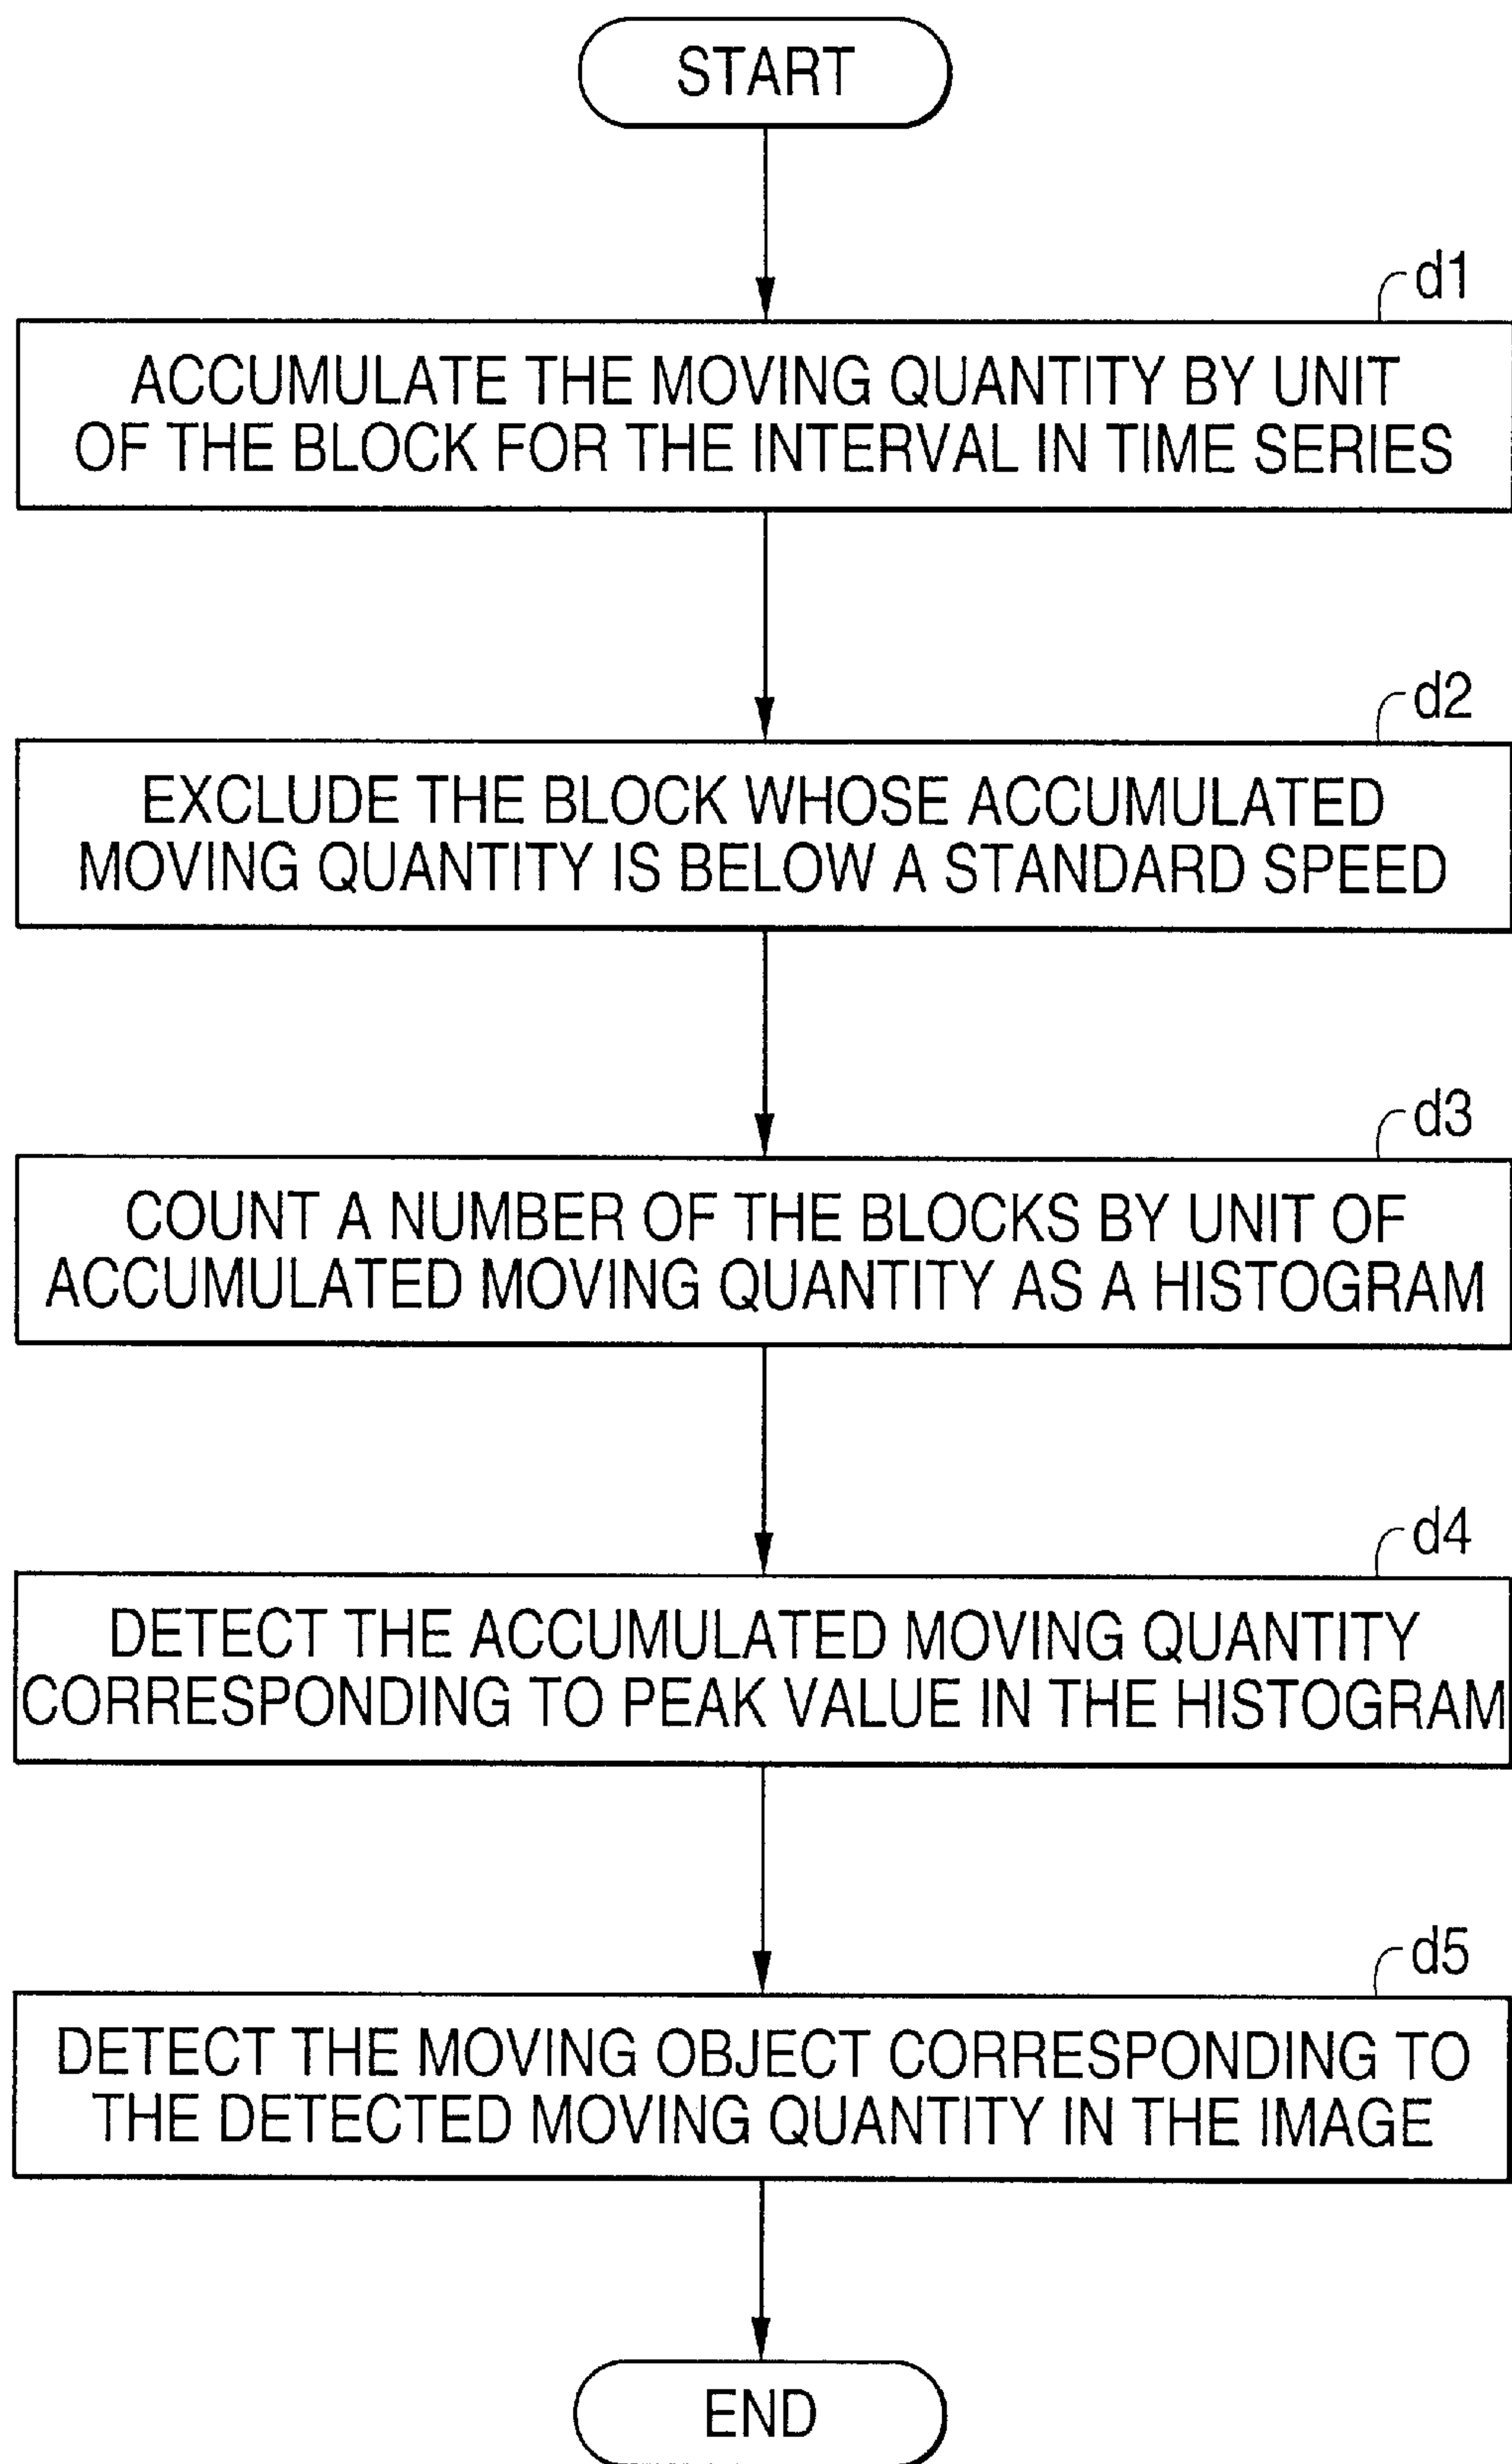 START
d1
ACCUMULATE THE MOVING QUANTITY BY UNIT
OF THE BLOCK FOR THE INTERVAL IN TIME SERIES
d2
EXCLUDE THE BLOCK WHOSE ACCUMULATED
MOVING QUANTITY IS BELOW A STANDARD SPEED
d3
COUNT A NUMBER OF THE BLOCKS BY UNIT OF
ACCUMULATED MOVING QUANTITY AS A HISTOGRAM
d4
DETECT THE ACCUMULATED MOVING QUANTITY
CORRESPONDING TO PEAK VALUE IN THE HISTOGRAM
d5
DETECT THE MOVING OBJECT CORRESPONDING TO
THE DETECTED MOVING QUANTITY IN THE IMAGE
END